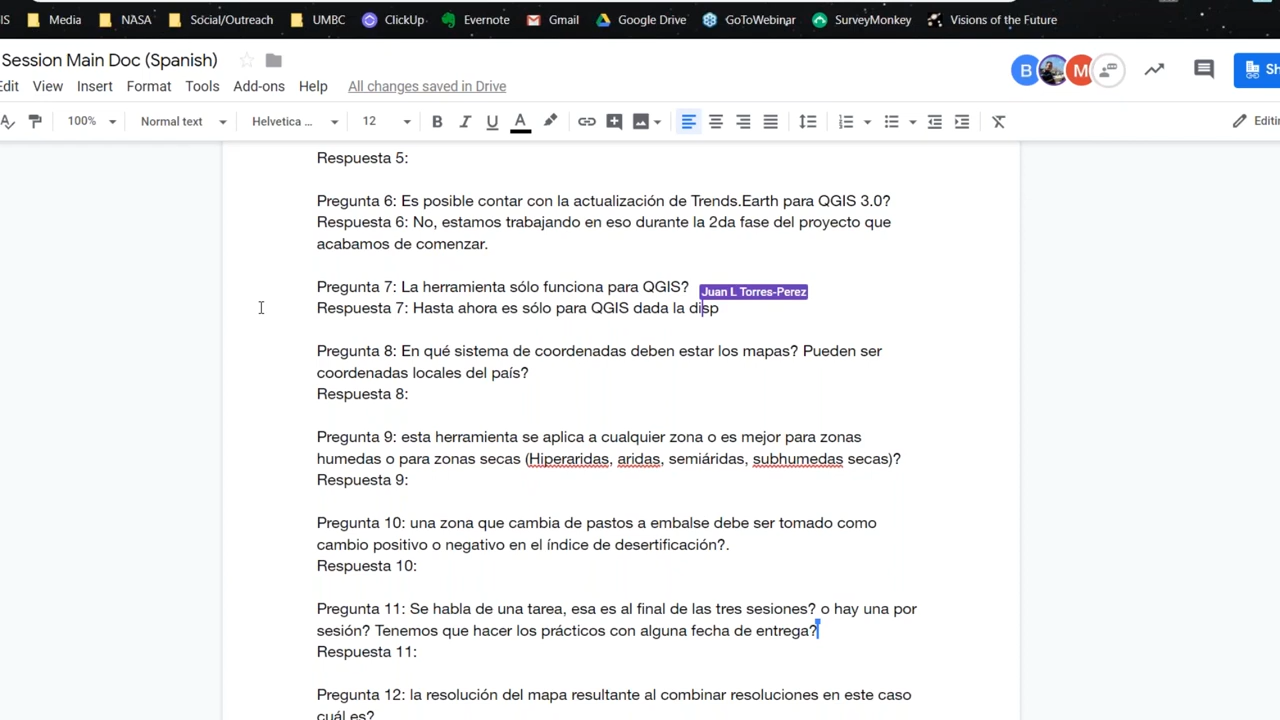 IS Media NASA Social/Outreach UMBC ClickUp Evernote Gmail Google Drive GoToWebinar SurveyMonkey Visions of the Future
Session Main Doc (Spanish)
B M Sh
Edit View Insert Format Tools Add-ons Help All changes saved in Drive
100% Normal text Helvetica ... 12 B I U A Editin
Respuesta 5:
Pregunta 6: Es posible contar con la actualización de Trends.Earth para QGIS 3.0?
Respuesta 6: No, estamos trabajando en eso durante la 2da fase del proyecto que
acabamos de comenzar.
Pregunta 7: La herramienta sólo funciona para QGIS?
Juan L Torres-Perez
Respuesta 7: Hasta ahora es sólo para QGIS dada la disp
Pregunta 8: En qué sistema de coordenadas deben estar los mapas? Pueden ser
coordenadas locales del país?
Respuesta 8:
Pregunta 9: esta herramienta se aplica a cualquier zona o es mejor para zonas
humedas o para zonas secas (Hiperaridas, aridas, semiáridas, subhumedas secas)?
Respuesta 9:
Pregunta 10: una zona que cambia de pastos a embalse debe ser tomado como
cambio positivo o negativo en el índice de desertificación?.
Respuesta 10:
Pregunta 11: Se habla de una tarea, esa es al final de las tres sesiones? o hay una por
sesión? Tenemos que hacer los prácticos con alguna fecha de entrega?
Respuesta 11:
Pregunta 12: la resolución del mapa resultante al combinar resoluciones en este caso
cuál es?